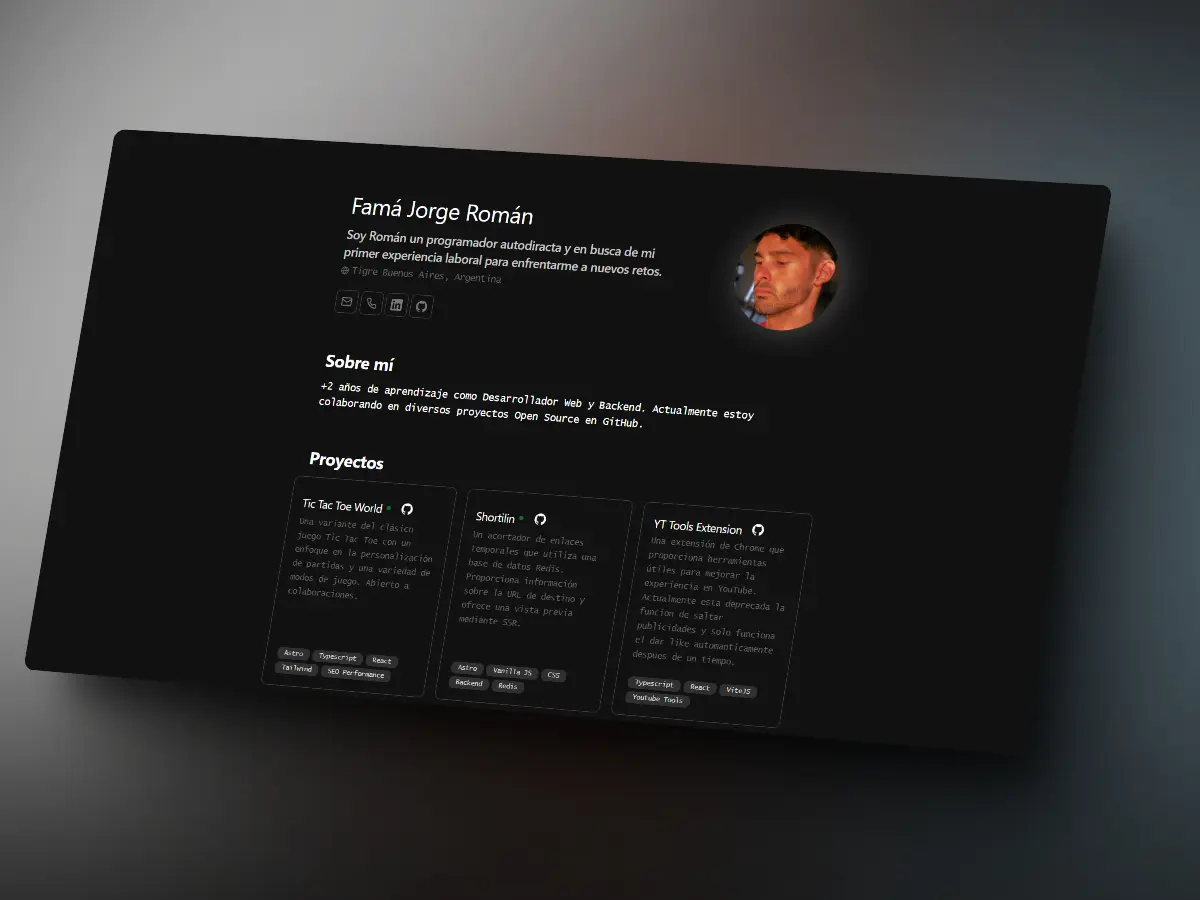 Famá Jorge Román
Soy Román un programador autodiracta y en busca de mi
primer experiencia laboral para enfrentarme a nuevos retos.
Tigre Buenos Aires, Argentina
Sobre mí
+2 años de aprendizaje como Desarrollador Web y Backend. Actualmente estoy
colaborando en diversos proyectos Open Source en GitHub.
Proyectos
Tic Tac Toe World
Una variante del clásico
juego Tic Tac Toe con un
enfoque en la personalización
de partidas y una variedad de
modos de juego. Abierto a
colaboraciones.
Astro Typescript React
Tailwind SEO Performance
Shortilin
Un acortador de enlaces
temporales que utiliza una
base de datos Redis.
Proporciona información
sobre la URL de destino y
ofrece una vista previa
mediante SSR.
Astro Vanilla JS CSS
Backend Redis
YT Tools Extension
Una extensión de Chrome que
proporciona herramientas
útiles para mejorar la
experiencia en YouTube.
Actualmente esta deprecada la
funcion de saltar
publicidades y solo funciona
el dar like automanticamente
despues de un tiempo.
Typescript React ViteJS
Youtube Tools